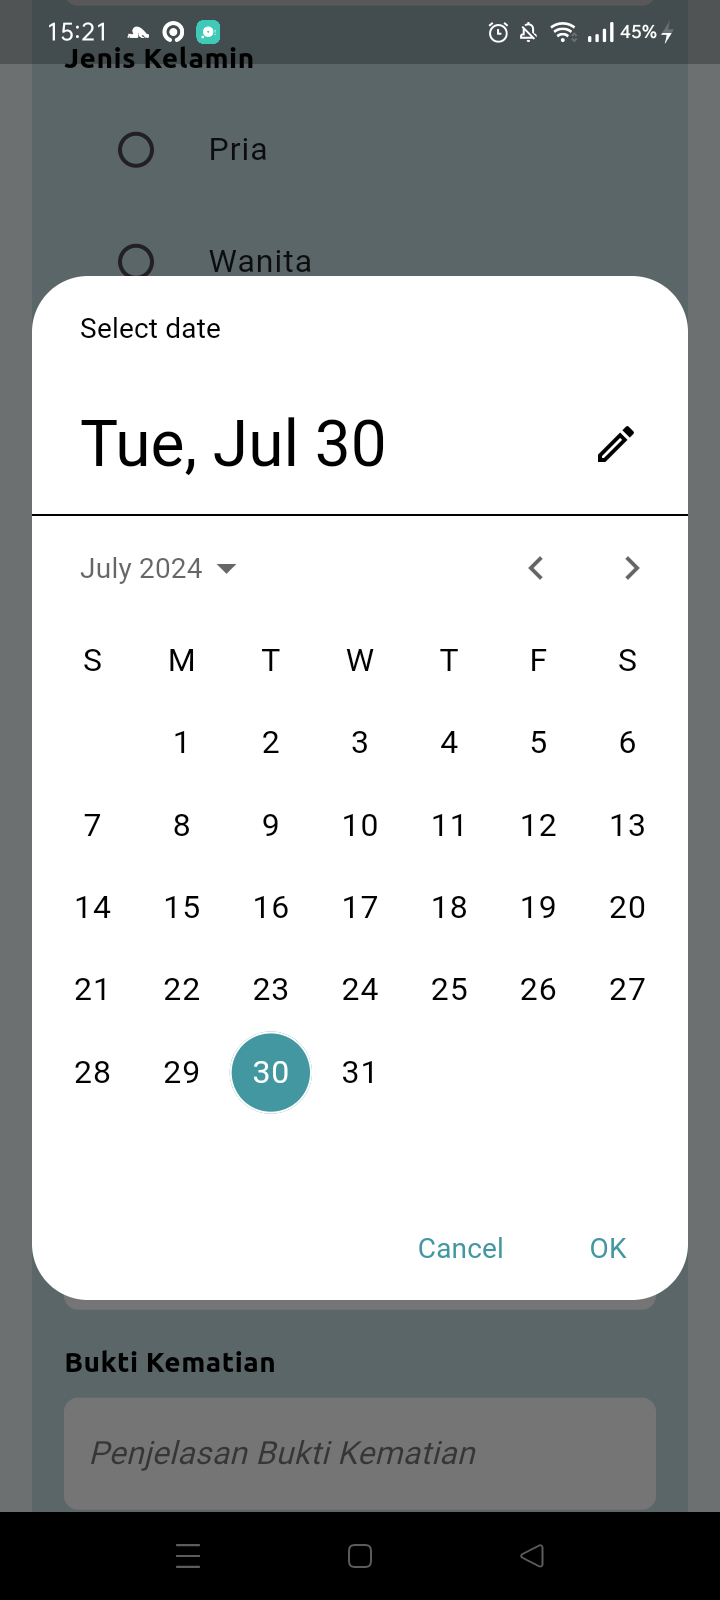 15:21 45%
Jenis Kelamin
Pria
Wanita
Select date
Tue, Jul 30
July 2024
S M T W T F S
1 2 3 4 5 6
7 8 9 10 11 12 13
14 15 16 17 18 19 20
21 22 23 24 25 26 27
28 29 30 31
Cancel OK
Bukti Kematian
Penjelasan Bukti Kematian